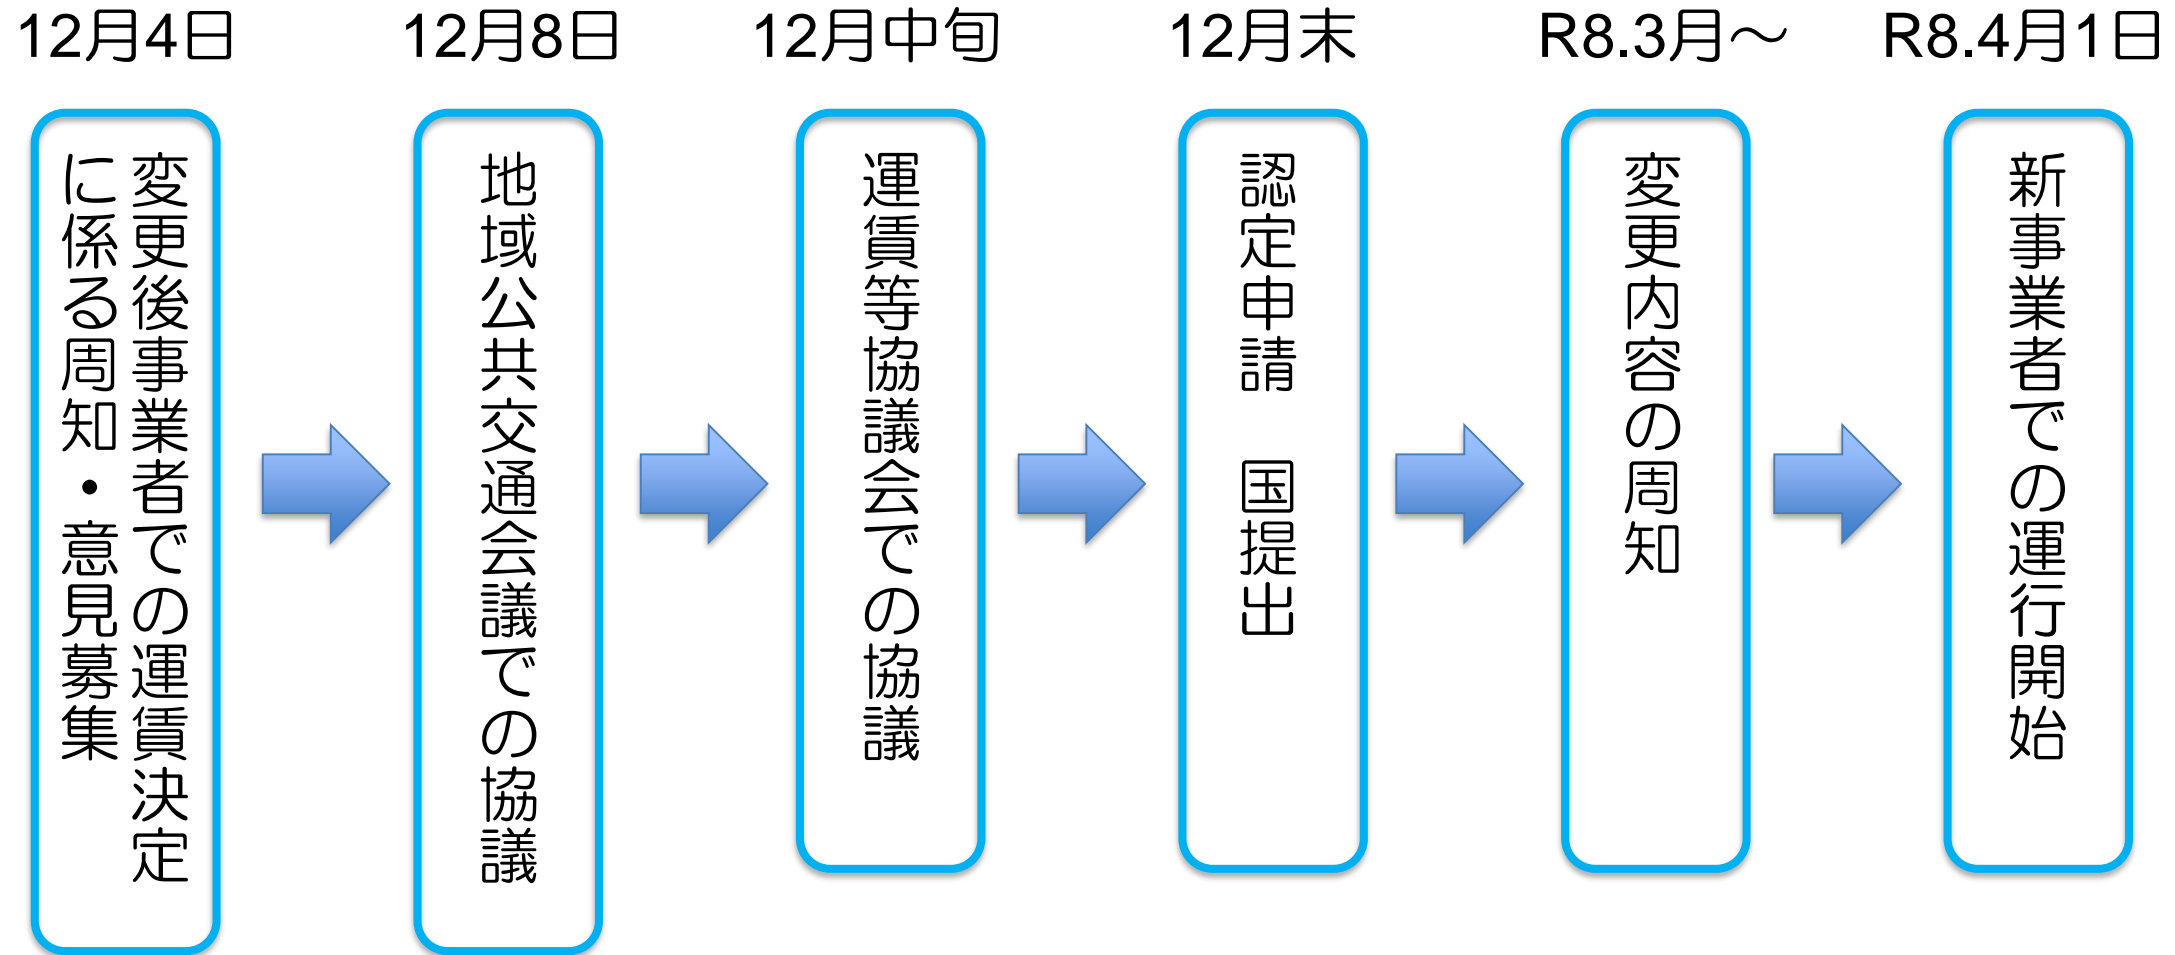 12月4日
変更後事業者での運賃決定
に係る周知・意見募集
12月8日
地域公共交通会議での協議
12月中旬
運賃等協議会での協議
12月末
認定申請　国提出
R8.3月～
変更内容の周知
R8.4月1日
新事業者での運行開始